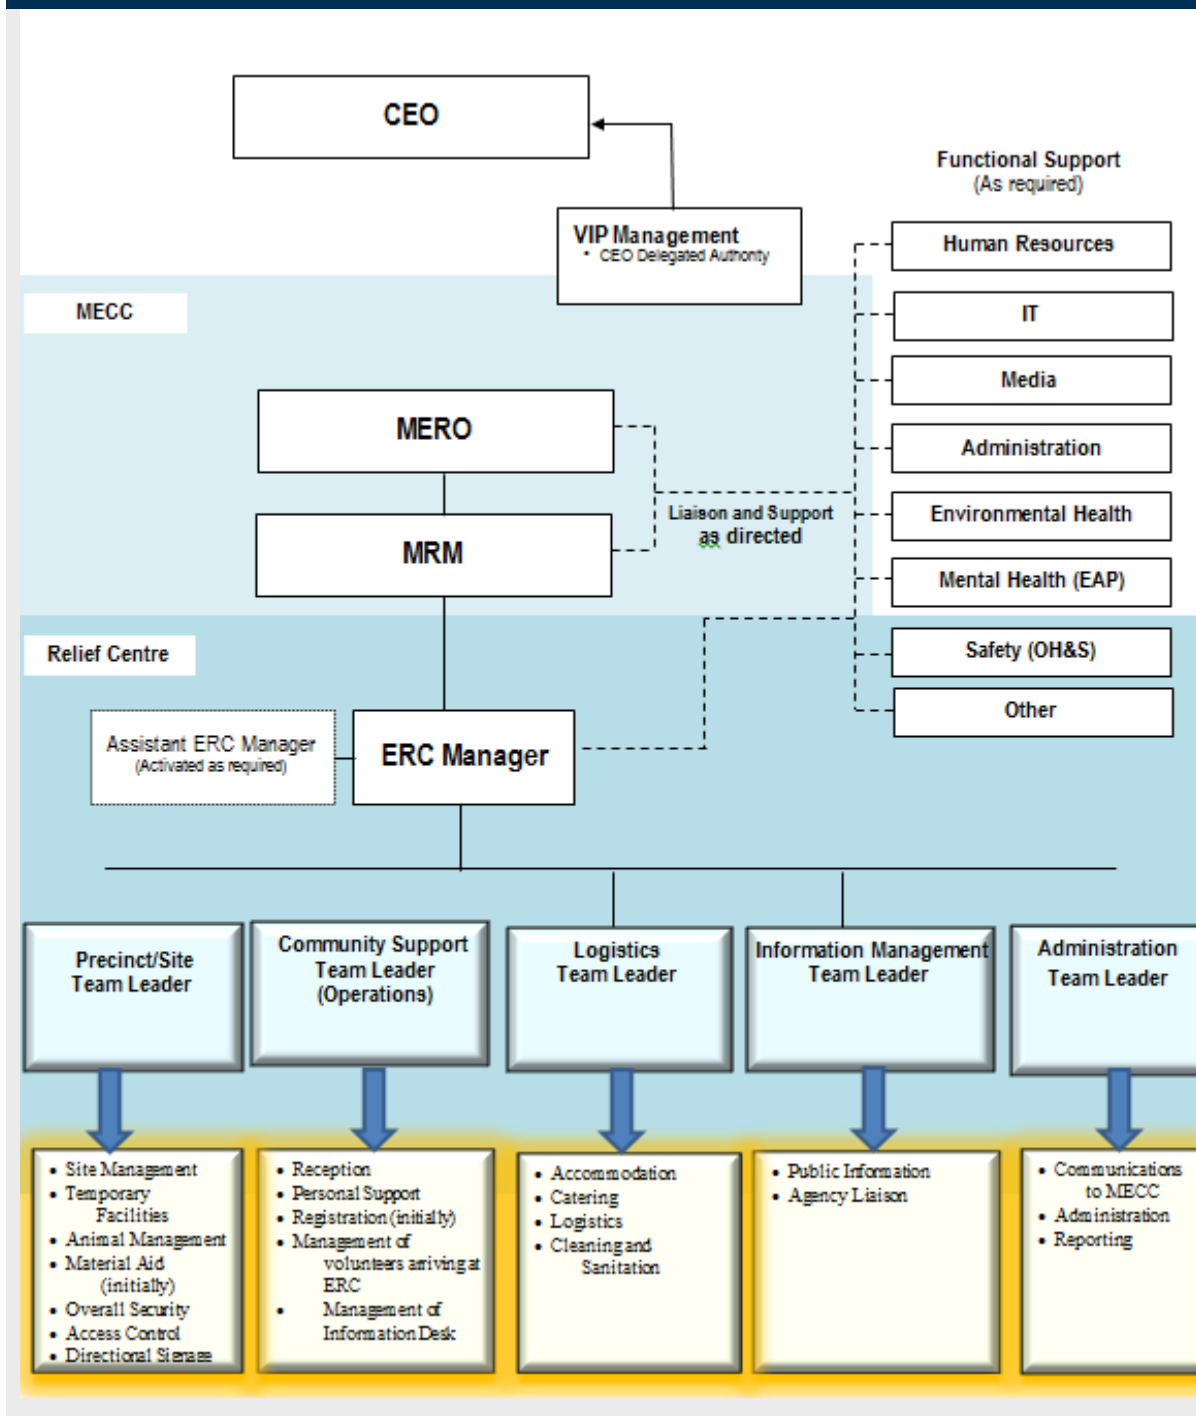 CEO
Functional Support
(As required)
VIP Management
• CEO Delegated Authority
Human Resources
MECC
IT
Media
MERO
Administration
Liaison and Support
as directed
Environmental Health
MRM
Mental Health (EAP)
Relief Centre
Safety (OH&S)
Other
Assistant ERC Manager
(Activated as required)
ERC Manager
Precinct/Site
Team Leader
Community Support
Team Leader
(Operations)
Logistics
Team Leader
Information Management
Team Leader
Administration
Team Leader
• Site Management
• Temporary
Facilities
• Animal Management
• Material Aid
(initially)
• Overall Security
• Access Control
• Directional Signage
• Reception
• Personal Support
• Registration (initially)
• Management of
volunteers arriving at
ERC
• Management of
Information Desk
• Accommodation
• Catering
• Logistics
• Cleaning and
Sanitation
• Public Information
• Agency Liaison
• Communications
to MECC
• Administration
• Reporting